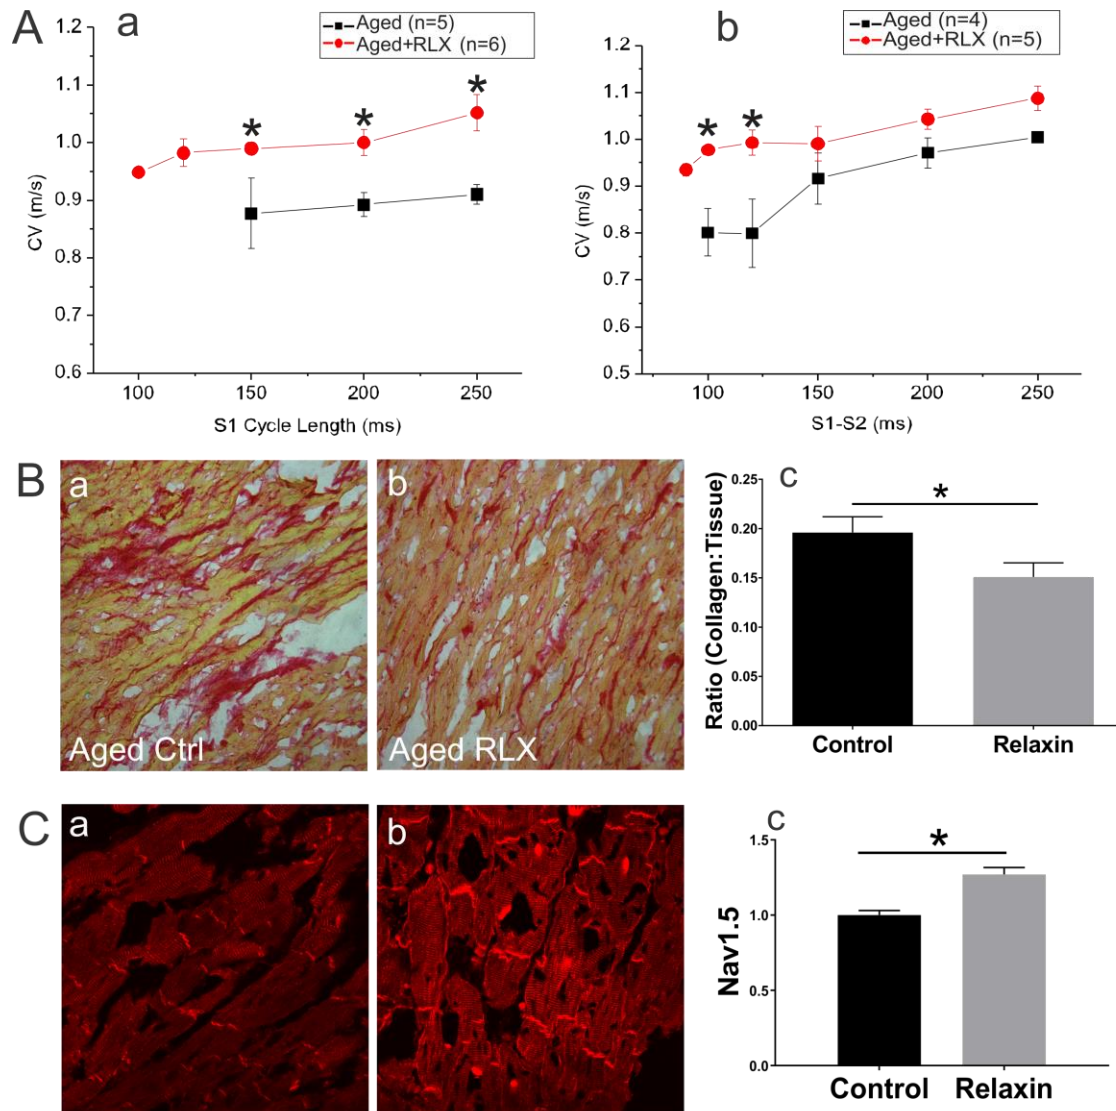 A
a
Aged (n=5)
Aged+RLX (n=6)
1.2
1.1
1.0
0.9
0.8
0.7
0.6
CV (m/s)
*
*
*
100
150
200
250
S1 Cycle Length (ms)
b
Aged (n=4)
Aged+RLX (n=5)
1.2
1.1
1.0
0.9
0.8
0.7
0.6
0.5
CV (m/s)
*
*
100
150
200
250
S1-S2 (ms)
B
a
Aged Ctrl
b
Aged RLX
c
Ratio (Collagen:Tissue)
0.25
0.20
0.15
0.10
0.05
0.00
*
Control
Relaxin
C
a
b
c
Nav1.5
1.5
1.0
0.5
0.0
*
Control
Relaxin